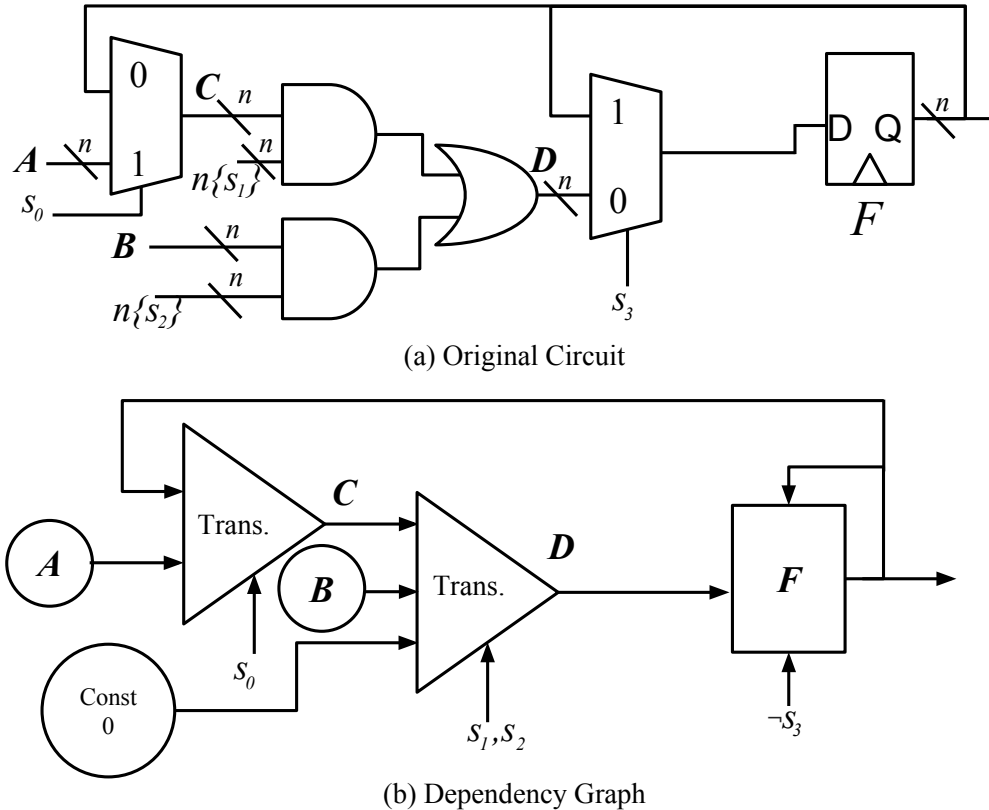 0
C
n
n
1
A
n
n{s₁}
n
s₀
B
n
n{s₂}
n
D
n
1
0
s₃
D Q
n
F
(a) Original Circuit
Trans.
C
A
B
Trans.
D
F
s₀
Const
0
s₁,s₂
¬s₃
(b) Dependency Graph